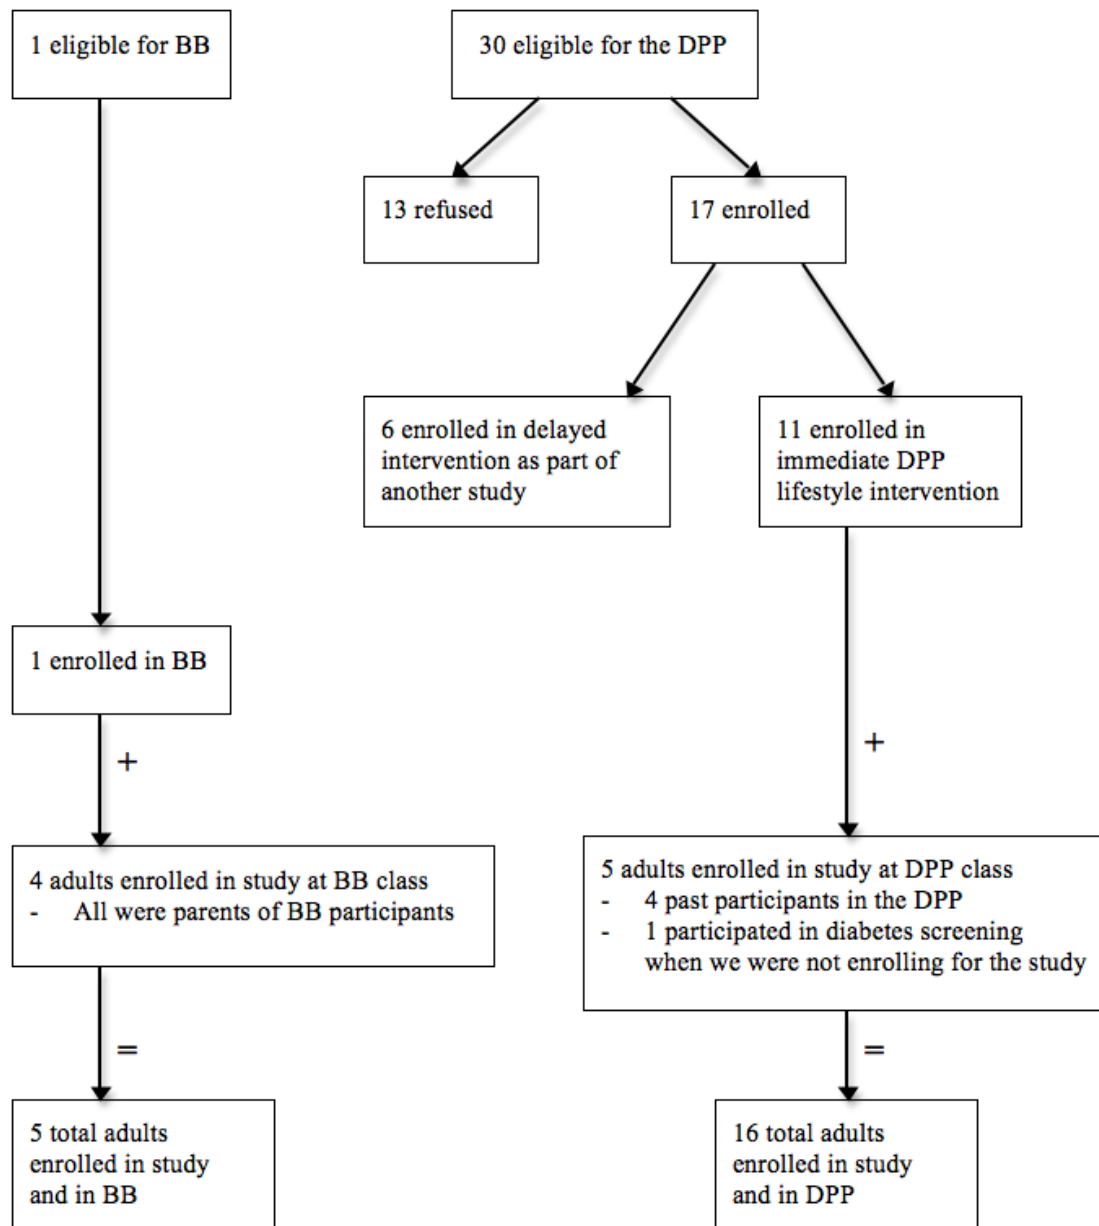 1 eligible for BB
30 eligible for the DPP
13 refused
17 enrolled
6 enrolled in delayed
intervention as part of
another study
11 enrolled in
immediate DPP
lifestyle intervention
1 enrolled in BB
+
+
4 adults enrolled in study at BB class
- All were parents of BB participants
5 adults enrolled in study at DPP class
- 4 past participants in the DPP
- 1 participated in diabetes screening
when we were not enrolling for the study
=
=
5 total adults
enrolled in study
and in BB
16 total adults
enrolled in study
and in DPP